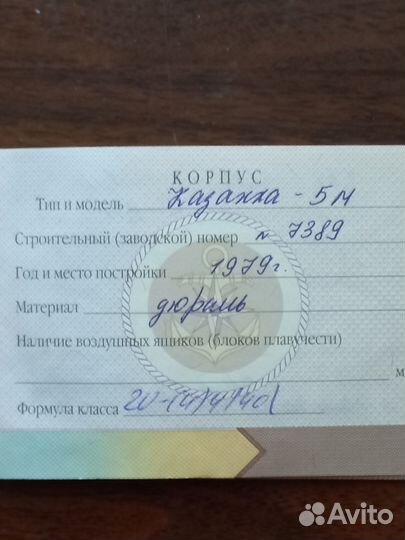 КОРПУС
Тип и модель Казанка - 5М
Строительный (заводской) номер № 7389
Год и место постройки 1979г.
Материал дюраль
Наличие воздушных ящиков (блоков плавучести)
м
Формула класса
Avito